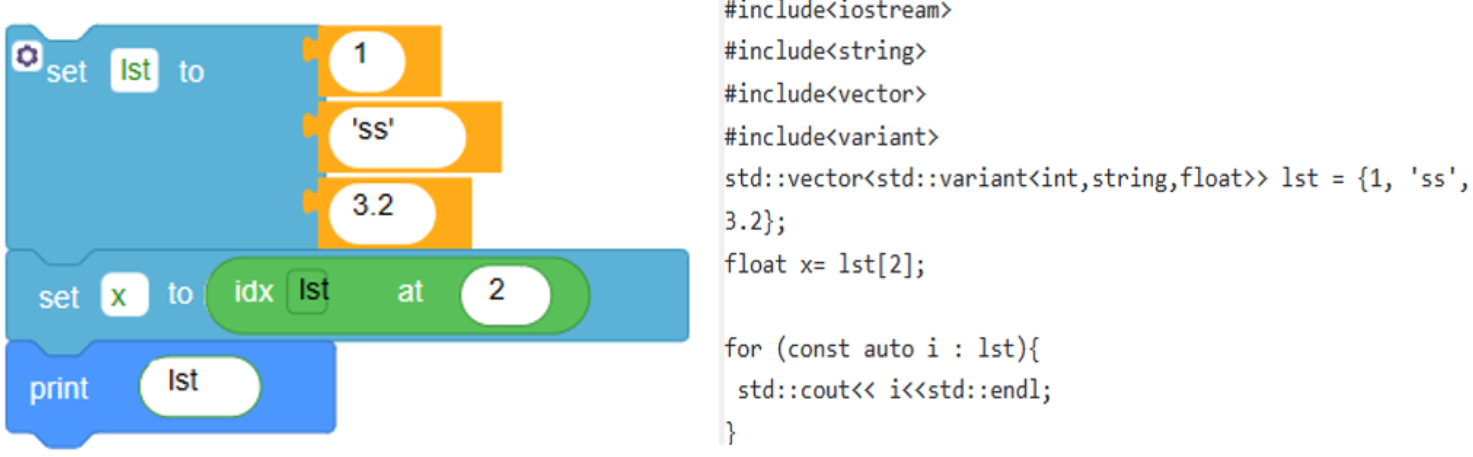 set lst to
1
'ss'
3.2
set x to idx lst at 2
print lst
#include<iostream>
#include<string>
#include<vector>
#include<variant>
std::vector<std::variant<int,string,float>> lst = {1, 'ss',
3.2};
float x= lst[2];
for (const auto i : lst){
std::cout<< i<<std::endl;
}